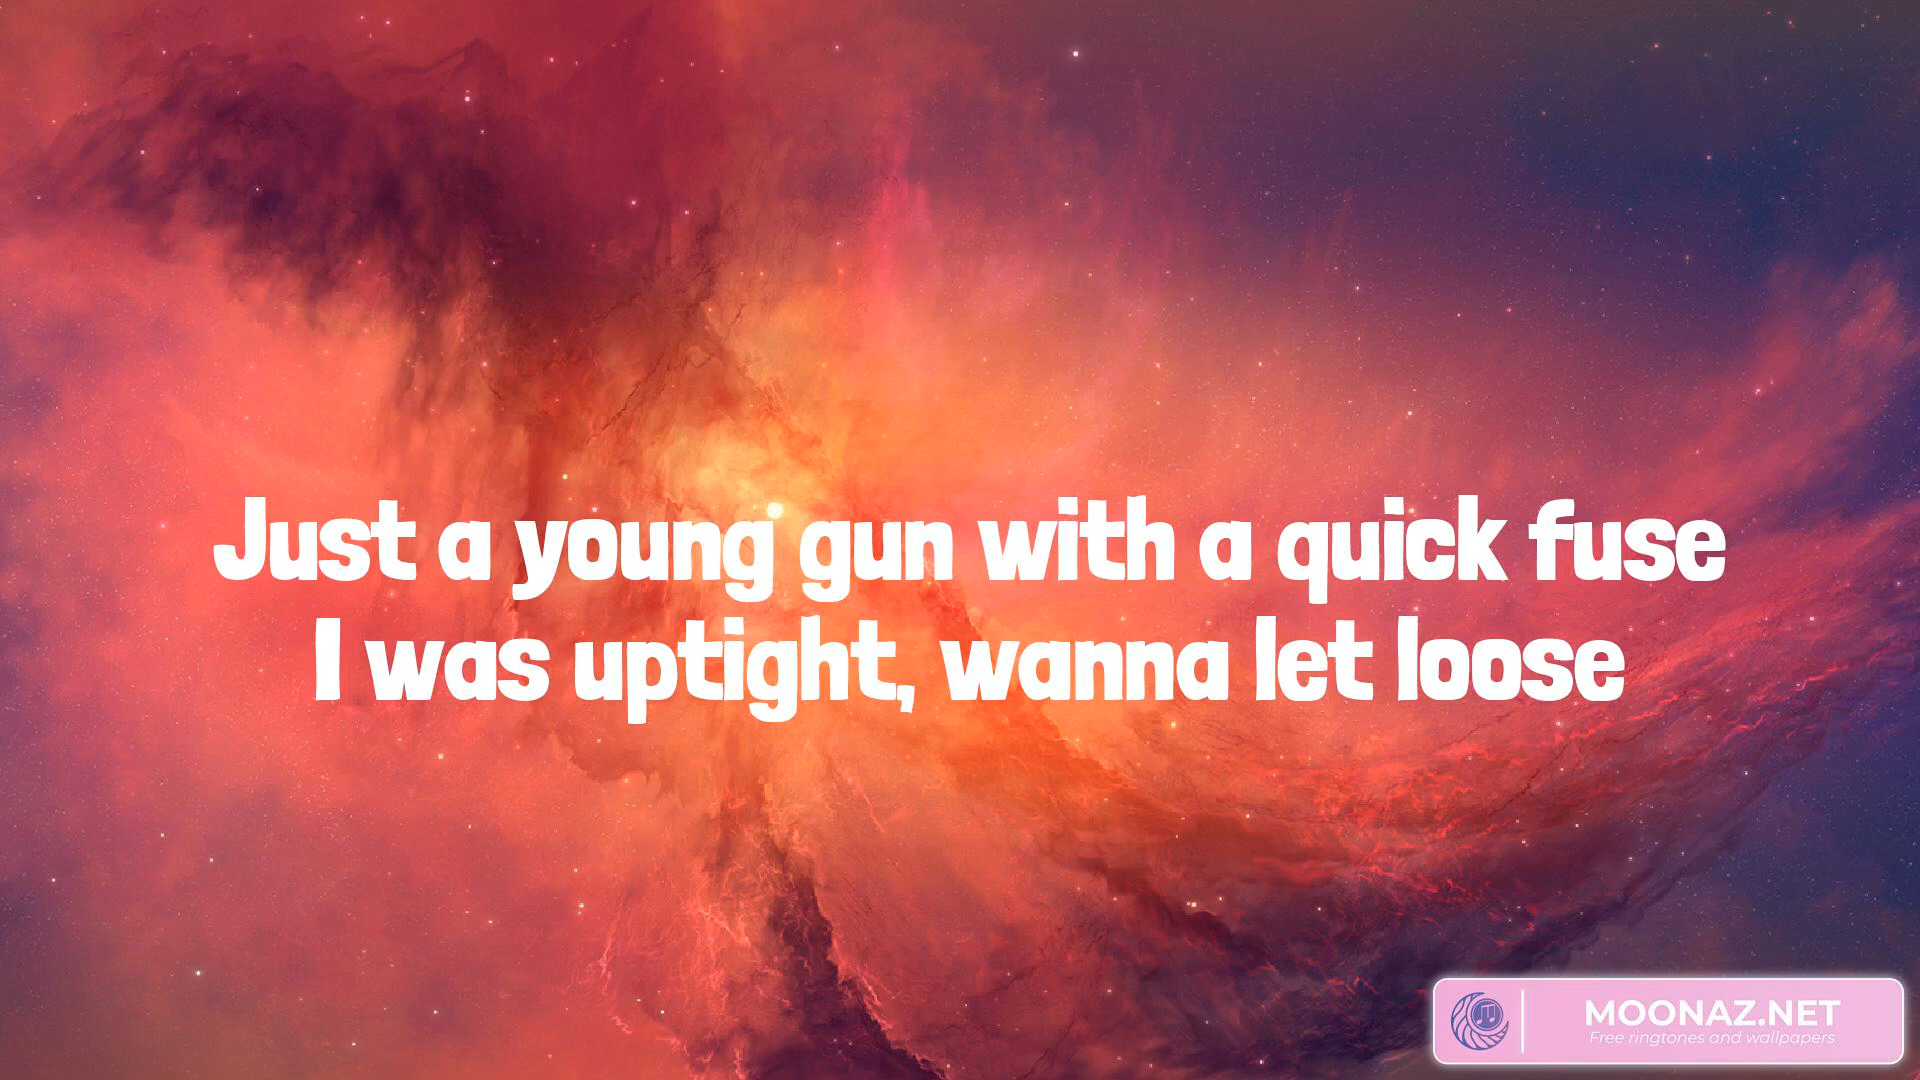 Just a young gun with a quick fuse
I was uptight, wanna let loose
MOONAZ.NET
Free ringtones and wallpapers